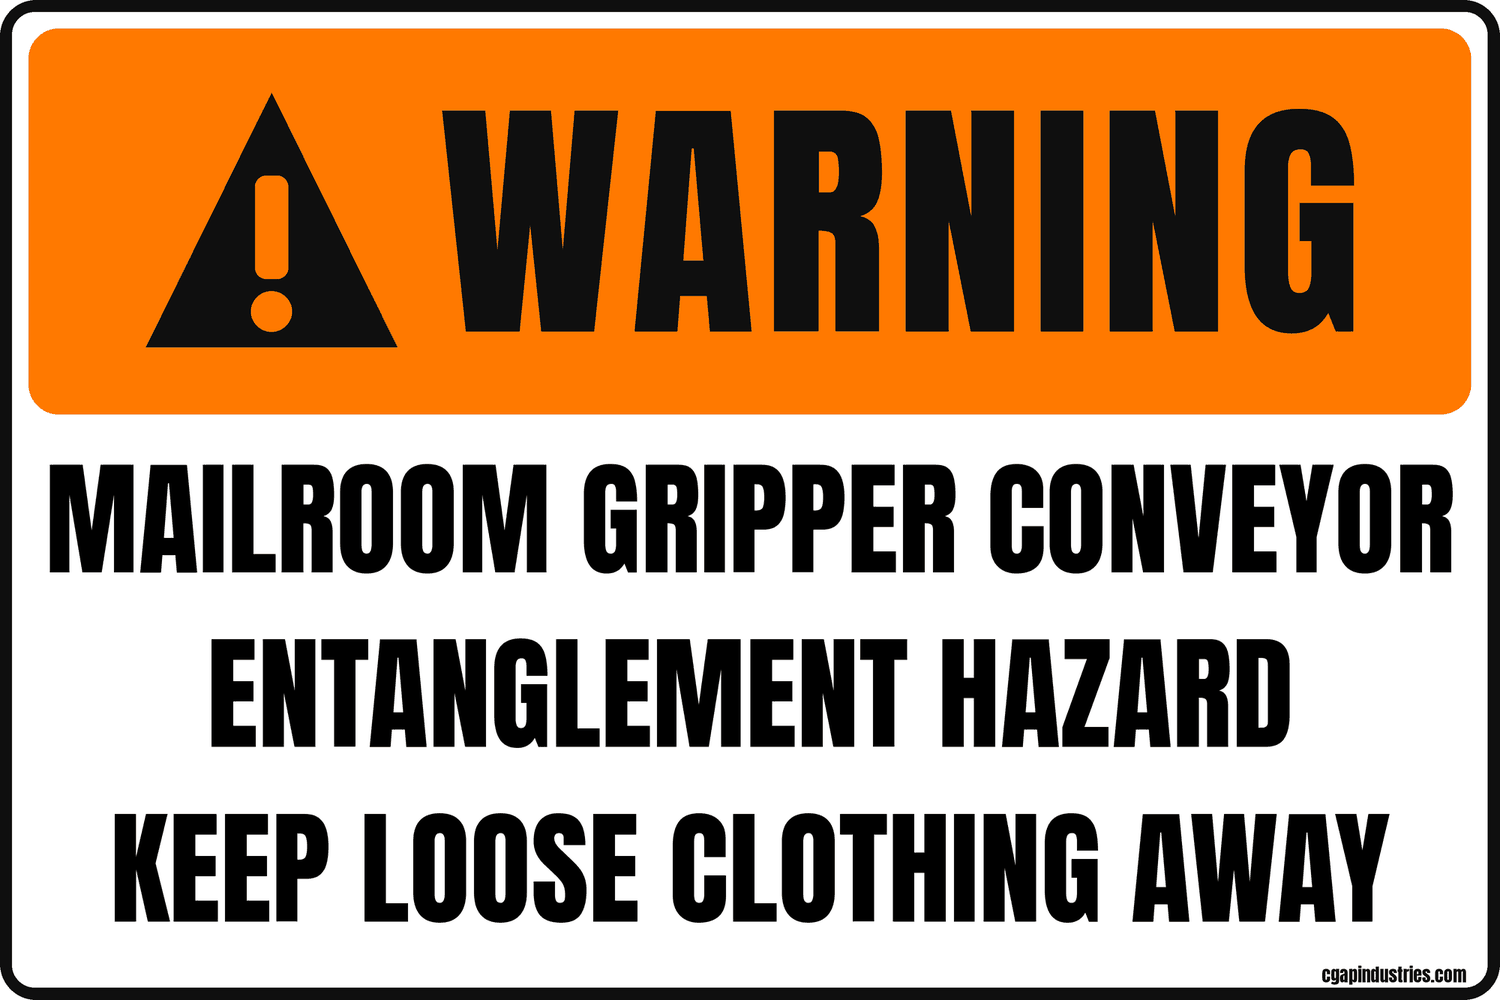 WARNING
MAILROOM GRIPPER CONVEYOR
ENTANGLEMENT HAZARD
KEEP LOOSE CLOTHING AWAY
cgapindustries.com